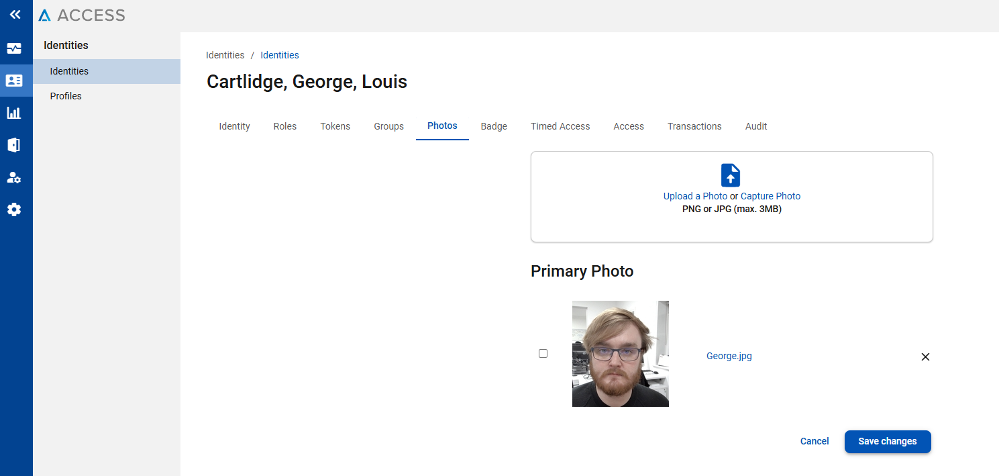 ACCESS
Identities
Identities
Profiles
Identities / Identities
Cartlidge, George, Louis
Identity Roles Tokens Groups Photos Badge Timed Access Access Transactions Audit
Upload a Photo or Capture Photo
PNG or JPG (max. 3MB)
Primary Photo
George.jpg
Cancel Save changes